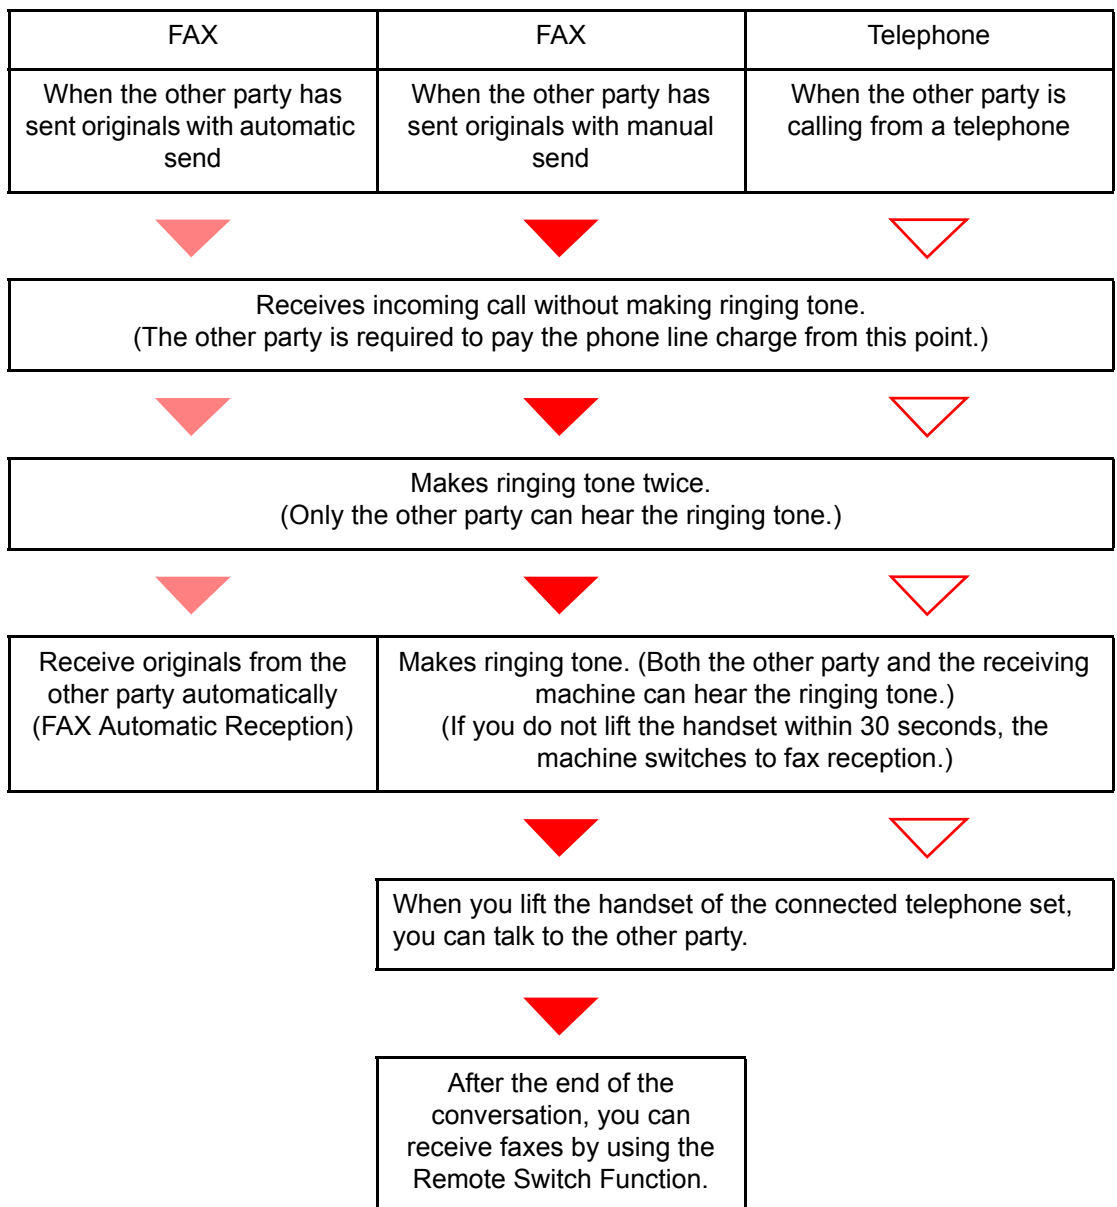 FAX
FAX
Telephone
When the other party has
sent originals with automatic
send
When the other party has
sent originals with manual
send
When the other party is
calling from a telephone
Receives incoming call without making ringing tone.
(The other party is required to pay the phone line charge from this point.)
Makes ringing tone twice.
(Only the other party can hear the ringing tone.)
Receive originals from the
other party automatically
(FAX Automatic Reception)
Makes ringing tone. (Both the other party and the receiving
machine can hear the ringing tone.)
(If you do not lift the handset within 30 seconds, the
machine switches to fax reception.)
When you lift the handset of the connected telephone set,
you can talk to the other party.
After the end of the
conversation, you can
receive faxes by using the
Remote Switch Function.